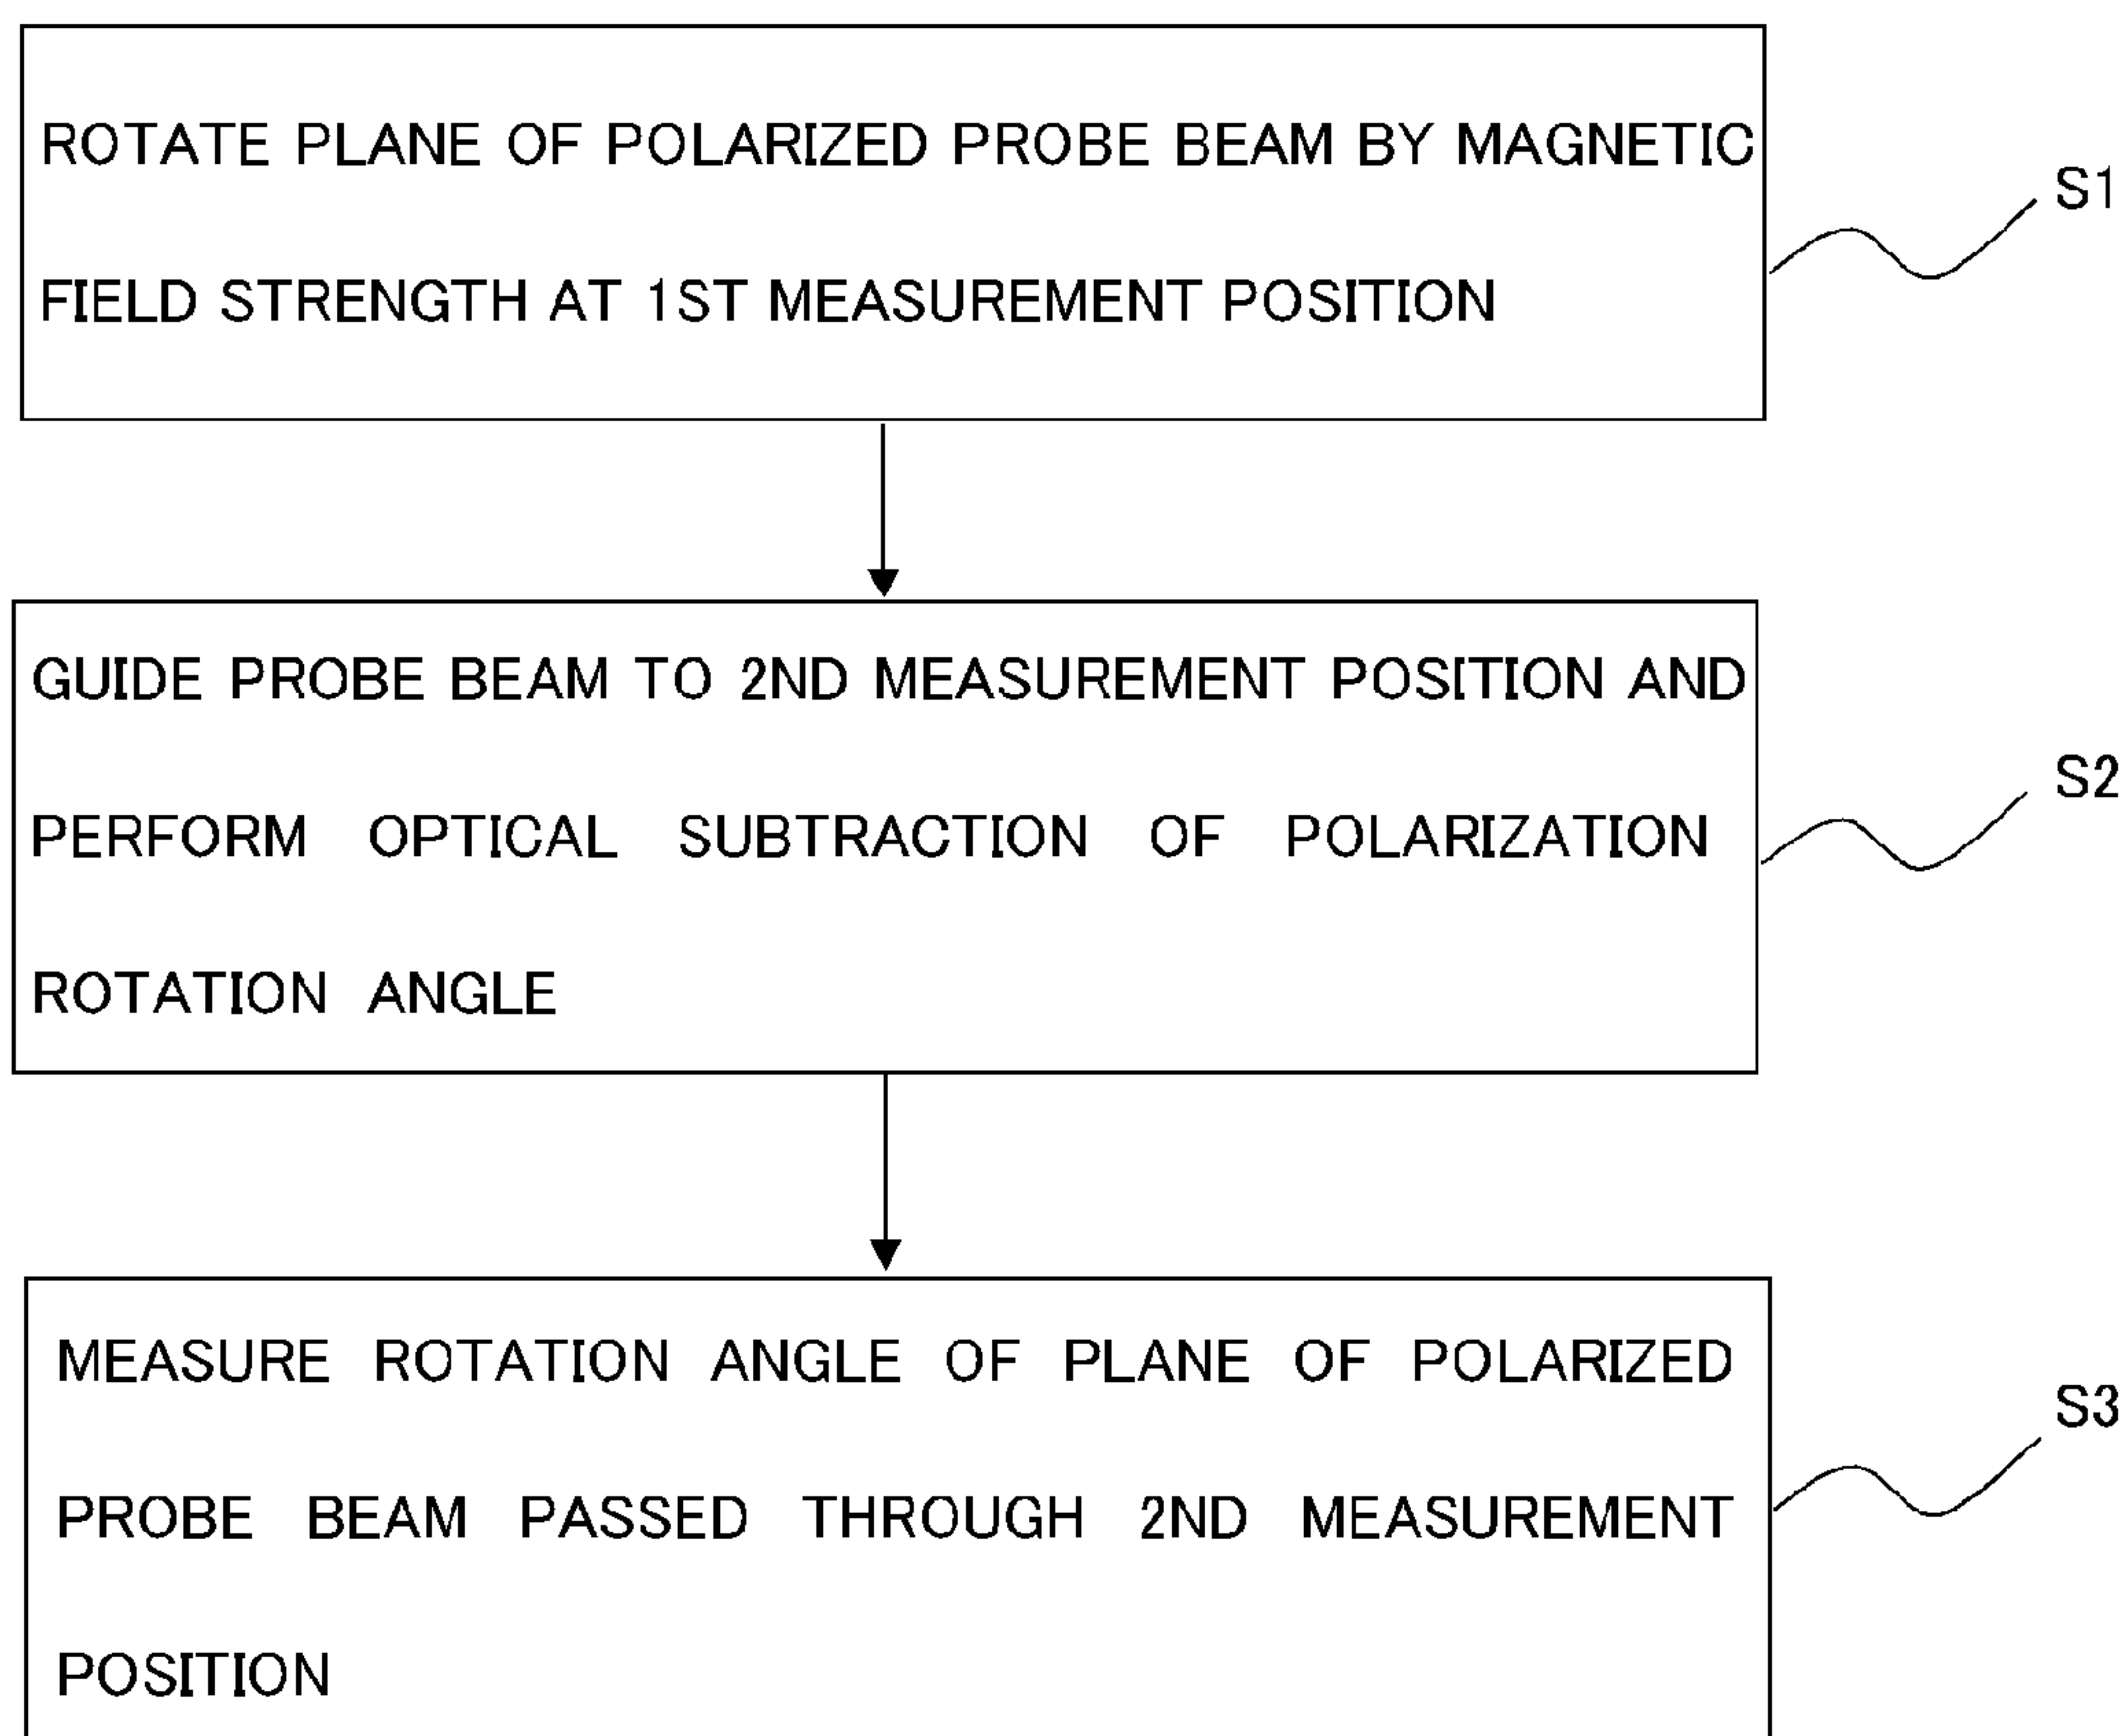 ROTATE PLANE OF POLARIZED PROBE BEAM BY MAGNETIC
FIELD STRENGTH AT 1ST MEASUREMENT POSITION
S1
GUIDE PROBE BEAM TO 2ND MEASUREMENT POSITION AND
PERFORM OPTICAL SUBTRACTION OF POLARIZATION
ROTATION ANGLE
S2
MEASURE ROTATION ANGLE OF PLANE OF POLARIZED
PROBE BEAM PASSED THROUGH 2ND MEASUREMENT
POSITION
S3